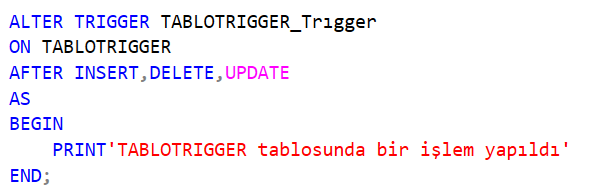 ALTER TRIGGER TABLOTRIGGER_Trıgger
ON TABLOTRIGGER
AFTER INSERT,DELETE,UPDATE
AS
BEGIN
PRINT'TABLOTRIGGER tablosunda bir işlem yapıldı'
END;